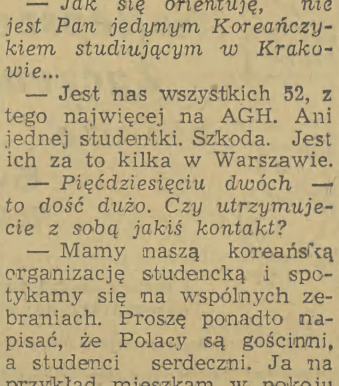 — Jak się orientuję, nie
jest Pan jedynym Koreańczy-
kiem studiującym w Krako-
wie...
— Jest nas wszystkich 52, z
tego najwięcej na AGH. Ani
jednej studentki. Szkoda. Jest
ich za to kilka w Warszawie.
— Pięćdziesięciu dwóch —
to dość dużo. Czy utrzymuje-
cie z sobą jakiś kontakt?
— Mamy naszą koreańską
organizację studencką i spo-
tykamy się na wspólnych ze-
braniach. Proszę ponadto na-
pisać, że Polacy są gościnni,
a studenci serdeczni. Ja na
przykład mieszkam w pokoju